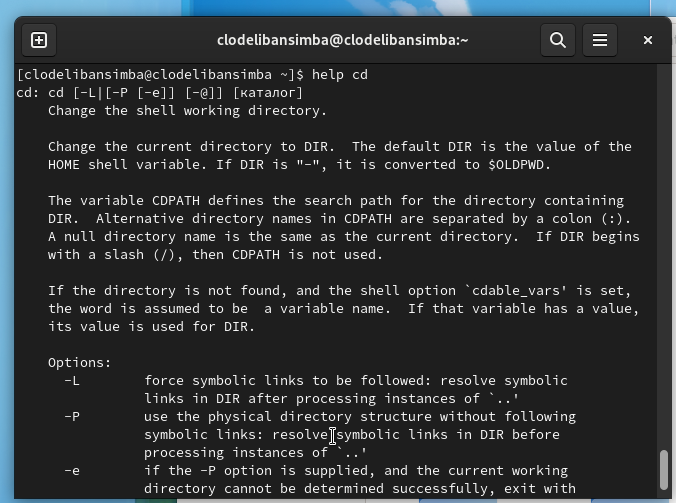 clodelibansimba@clodelibansimba:~
[clodelibansimba@clodelibansimba ~]$ help cd
cd: cd [-L|[-P [-e]] [-@]] [каталог]
Change the shell working directory.
Change the current directory to DIR.  The default DIR is the value of the
HOME shell variable. If DIR is "-", it is converted to $OLDPWD.
The variable CDPATH defines the search path for the directory containing
DIR.  Alternative directory names in CDPATH are separated by a colon (:).
A null directory name is the same as the current directory.  If DIR begins
with a slash (/), then CDPATH is not used.
If the directory is not found, and the shell option `cdable_vars' is set,
the word is assumed to be  a variable name.  If that variable has a value,
its value is used for DIR.
Options:
-L        force symbolic links to be followed: resolve symbolic
links in DIR after processing instances of `..'
-P        use the physical directory structure without following
symbolic links: resolve symbolic links in DIR before
processing instances of `..'
-e        if the -P option is supplied, and the current working
directory cannot be determined successfully, exit with